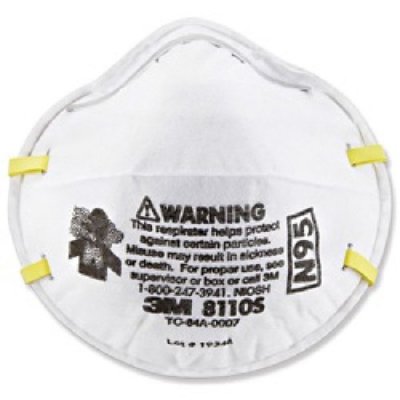 ⚠WARNING
This respirator helps protect
against certain particles.
Misuse may result in sickness
or death. For proper use, see
supervisor or box or call 3M
1-800-247-3941. NIOSH
3M 8110S
TC-84A-0007
Lot #
N95